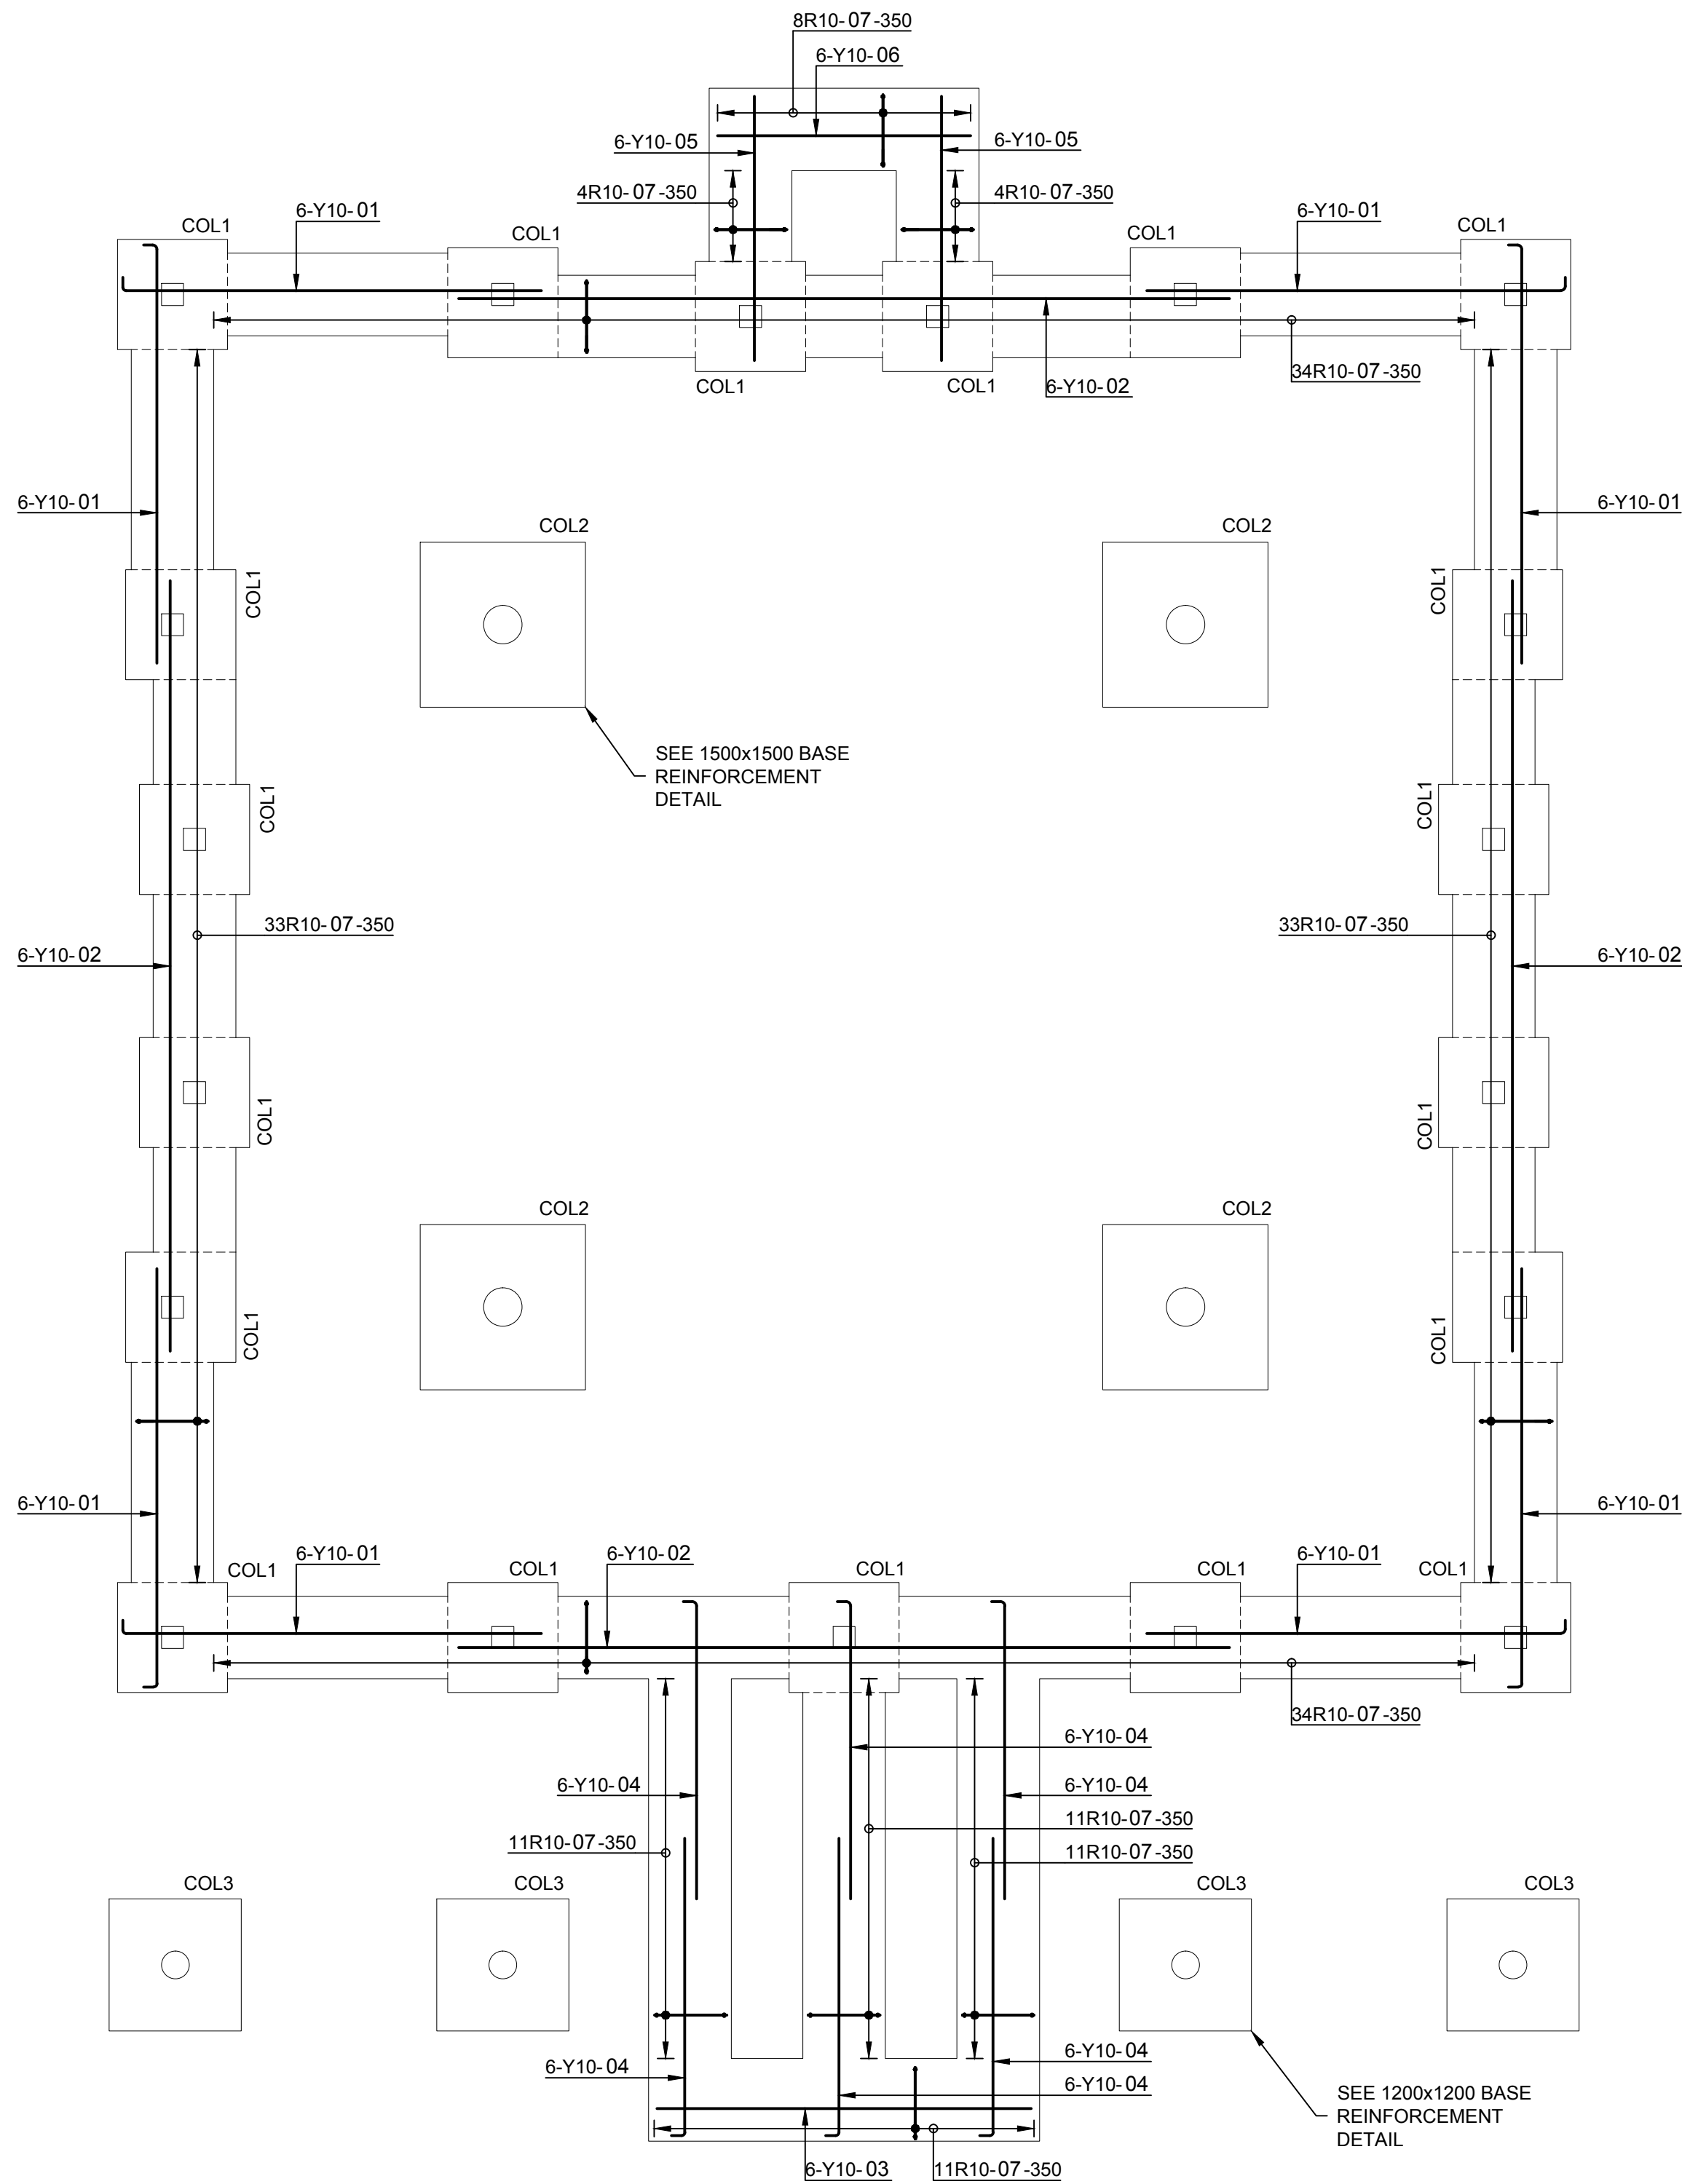 8R10-07-350
6-Y10-06
6-Y10-05
6-Y10-05
4R10-07-350
4R10-07-350
6-Y10-01
6-Y10-01
COL1
COL1
COL1
COL1
34R10-07-350
COL1
COL1
6-Y10-02
6-Y10-01
6-Y10-01
COL2
COL2
COL1
COL1
SEE 1500x1500 BASE
REINFORCEMENT
DETAIL
COL1
COL1
33R10-07-350
33R10-07-350
6-Y10-02
6-Y10-02
COL1
COL1
COL2
COL2
COL1
COL1
6-Y10-01
6-Y10-01
6-Y10-01
6-Y10-02
6-Y10-01
COL1
COL1
COL1
COL1
COL1
34R10-07-350
6-Y10-04
6-Y10-04
6-Y10-04
11R10-07-350
11R10-07-350
11R10-07-350
COL3
COL3
COL3
COL3
6-Y10-04
6-Y10-04
6-Y10-04
SEE 1200x1200 BASE
REINFORCEMENT
DETAIL
6-Y10-03
11R10-07-350